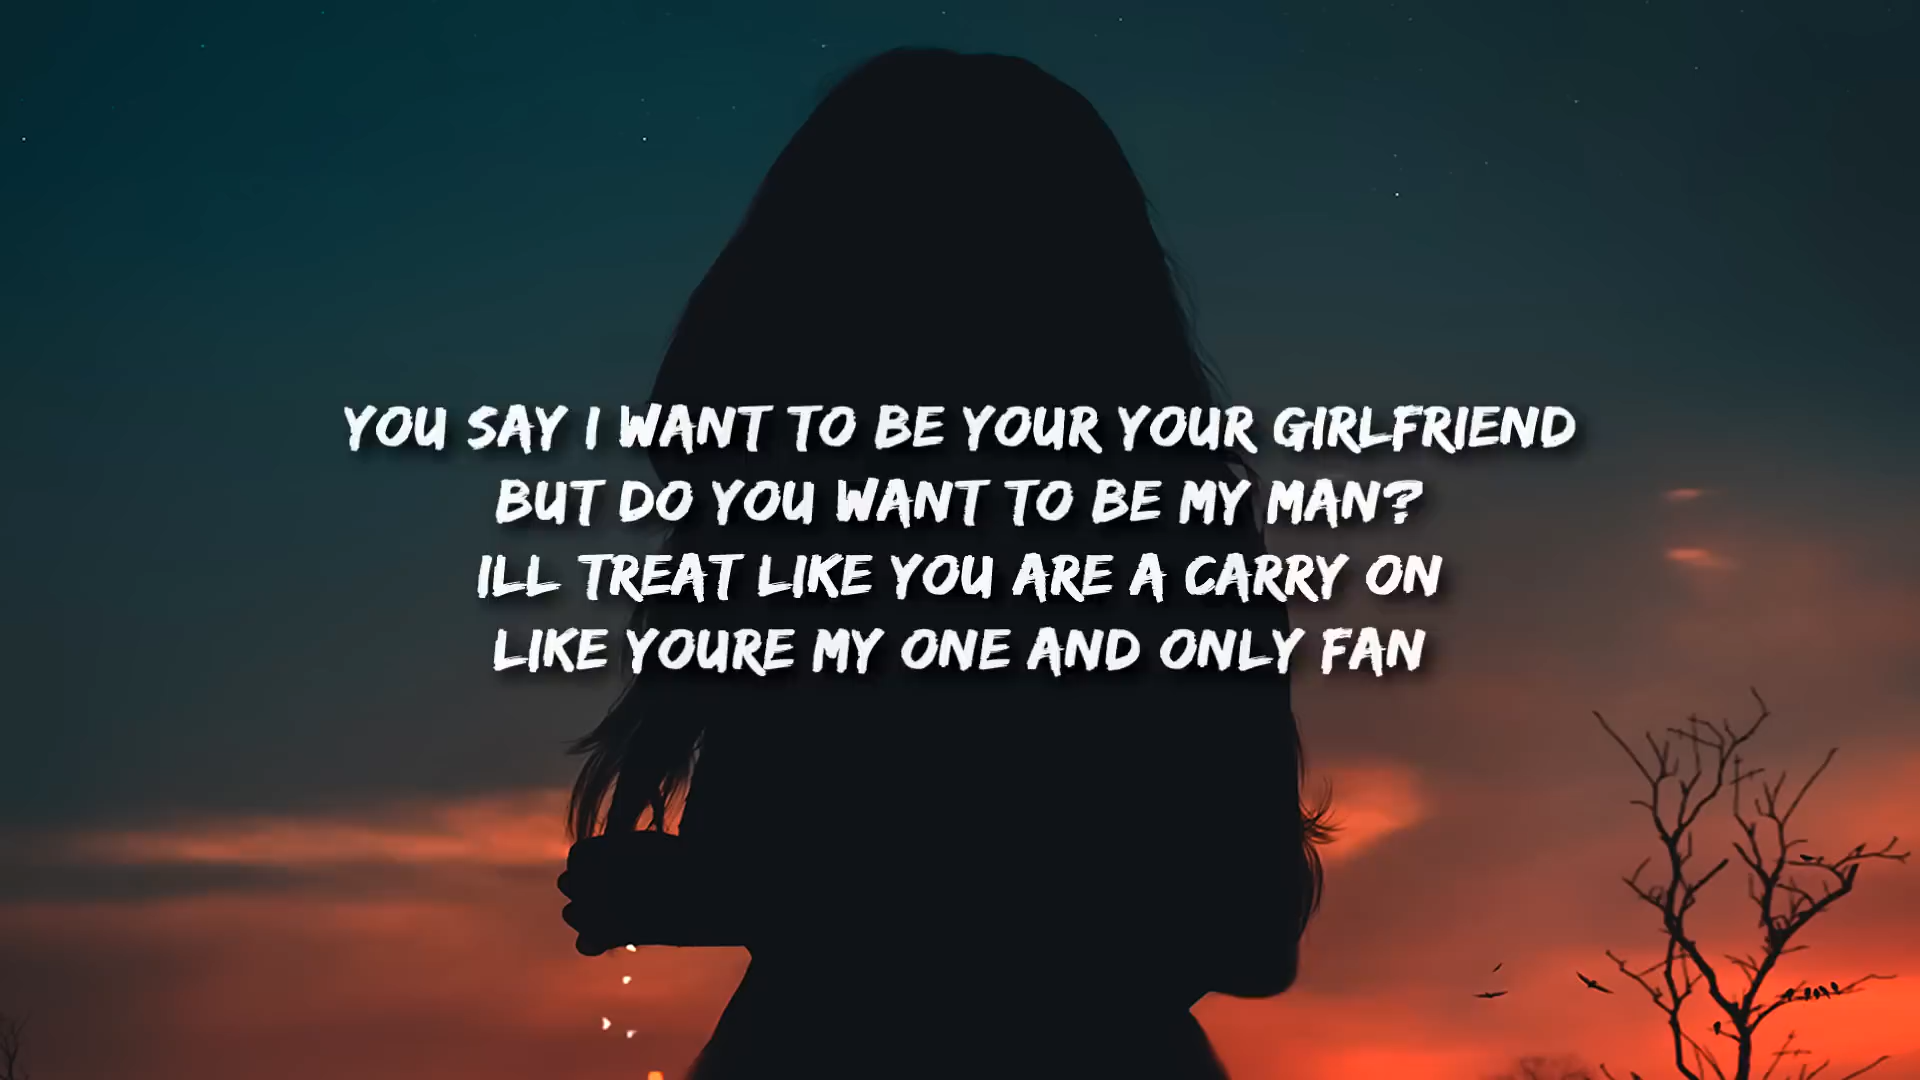 YOU SAY I WANT TO BE YOUR YOUR GIRLFRIEND
BUT DO YOU WANT TO BE MY MAN?
ILL TREAT LIKE YOU ARE A CARRY ON
LIKE YOURE MY ONE AND ONLY FAN